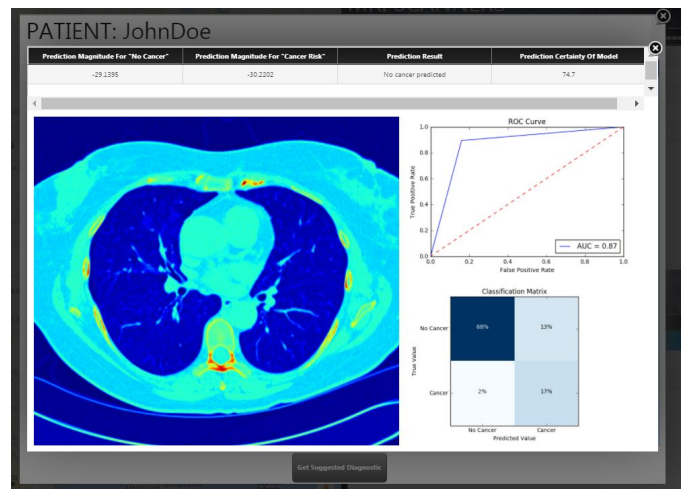 MRI SCANNERS
PATIENT: JohnDoe
Prediction Magnitude For "No Cancer" Prediction Magnitude For "Cancer Risk" Prediction Result Prediction Certainty Of Model
-29.1395 -30.2202 No cancer predicted 74.7
ROC Curve
1.0
0.8
0.6
0.4
0.2
0.0
True Positive Rate
AUC = 0.87
0.0 0.2 0.4 0.6 0.8 1.0
False Positive Rate
Classification Matrix
No Cancer 68% 13%
True Value
Cancer 2% 17%
No Cancer Cancer
Predicted Value
Get Suggested Diagnostic